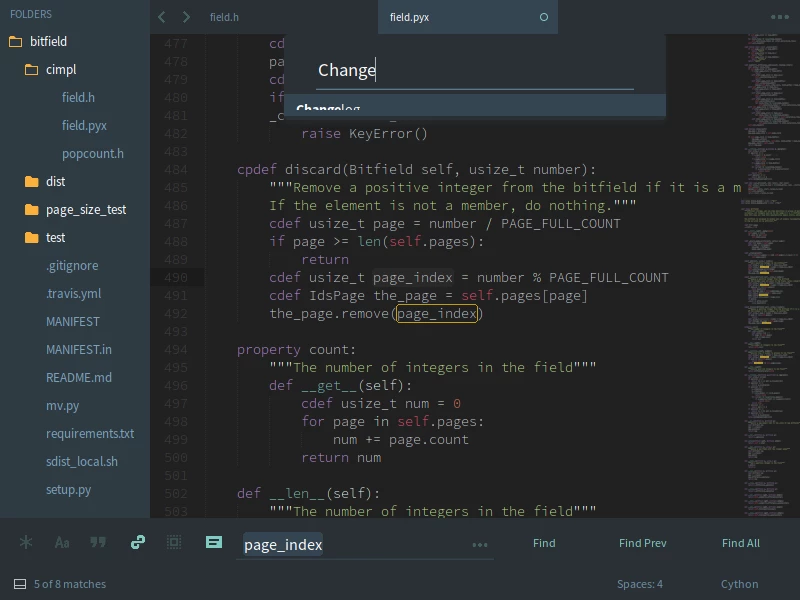 FOLDERS
bitfield
cimpl
field.h
field.pyx
popcount.h
dist
page_size_test
test
.gitignore
.travis.yml
MANIFEST
MANIFEST.in
README.md
mv.py
requirements.txt
sdist_local.sh
setup.py
field.h
field.pyx
Change
Changelog
477 cd
478 pa
479 cd
480 if
481 _c
482 raise KeyError()
483
484 cpdef discard(Bitfield self, usize_t number):
485 """Remove a positive integer from the bitfield if it is a m
486 If the element is not a member, do nothing."""
487 cdef usize_t page = number / PAGE_FULL_COUNT
488 if page >= len(self.pages):
489 return
490 cdef usize_t page_index = number % PAGE_FULL_COUNT
491 cdef IdsPage the_page = self.pages[page]
492 the_page.remove(page_index)
493
494 property count:
495 """The number of integers in the field"""
496 def __get__(self):
497 cdef usize_t num = 0
498 for page in self.pages:
499 num += page.count
500 return num
501
502 def __len__(self):
503 """The number of integers in the field"""
Aa
page_index
Find
Find Prev
Find All
5 of 8 matches
Spaces: 4
Cython